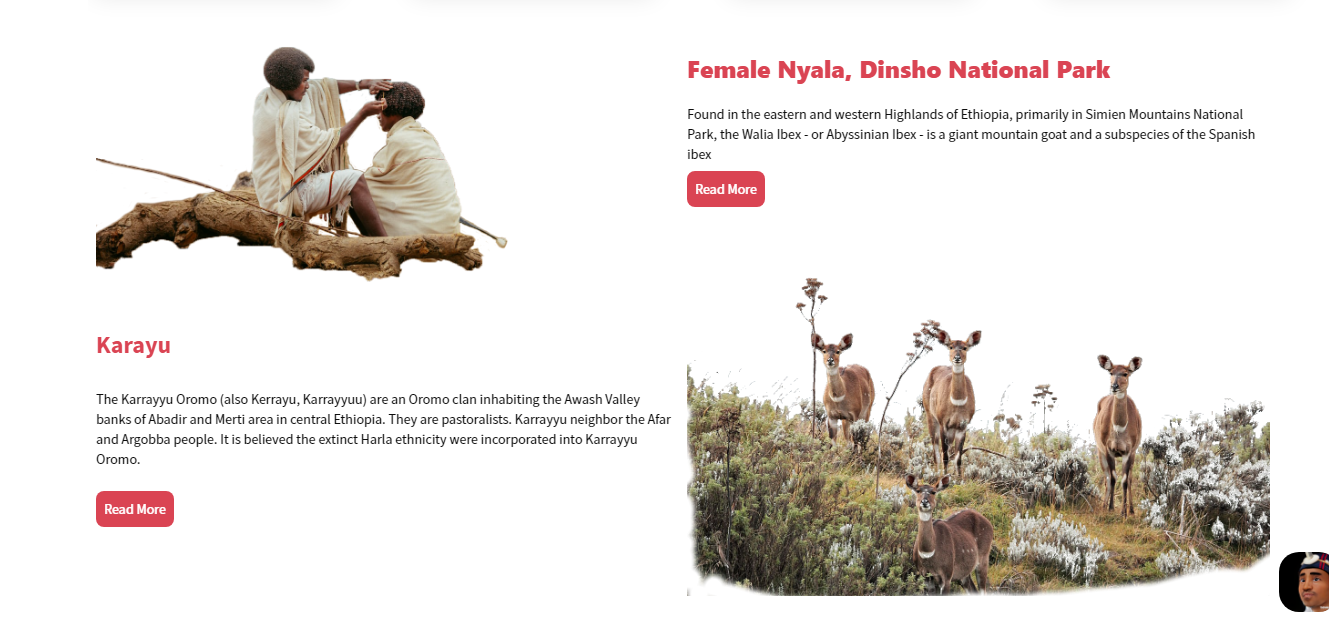 Female Nyala, Dinsho National Park
Found in the eastern and western Highlands of Ethiopia, primarily in Simien Mountains National
Park, the Walia Ibex - or Abyssinian Ibex - is a giant mountain goat and a subspecies of the Spanish
ibex
Read More
Karayu
The Karrayyu Oromo (also Kerrayu, Karrayyuu) are an Oromo clan inhabiting the Awash Valley
banks of Abadir and Merti area in central Ethiopia. They are pastoralists. Karrayyu neighbor the Afar
and Argobba people. It is believed the extinct Harla ethnicity were incorporated into Karrayyu
Oromo.
Read More